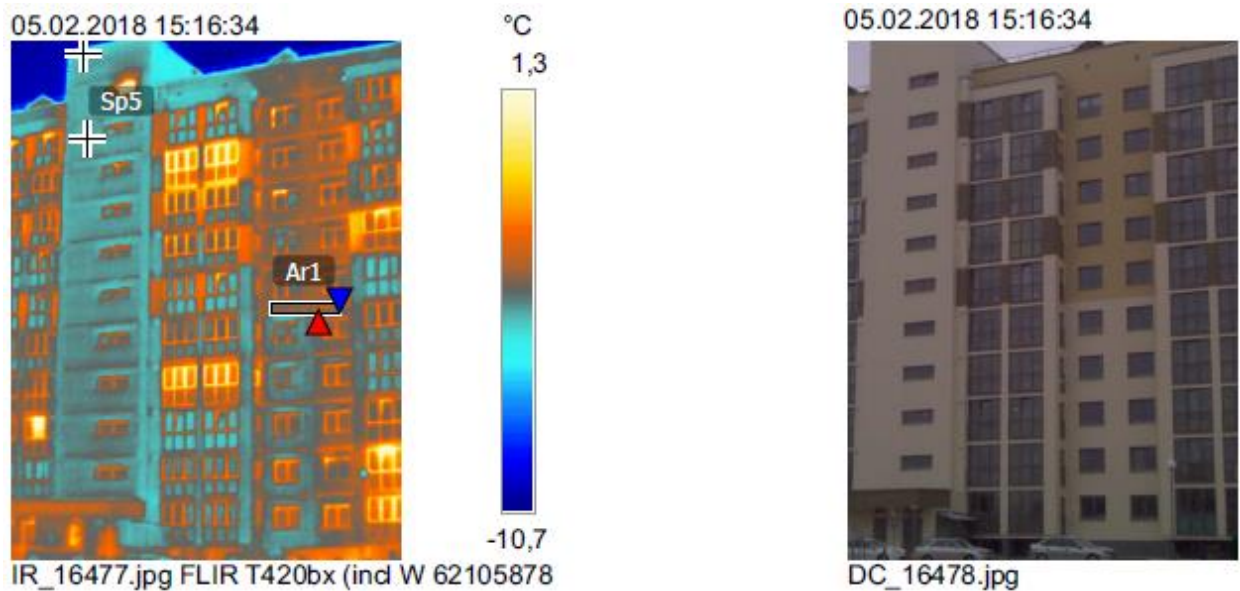 05.02.2018 15:16:34
°C
05.02.2018 15:16:34
1,3
Sp5
Ar1
-10,7
IR_16477.jpg FLIR T420bx (incl W 62105878
DC_16478.jpg